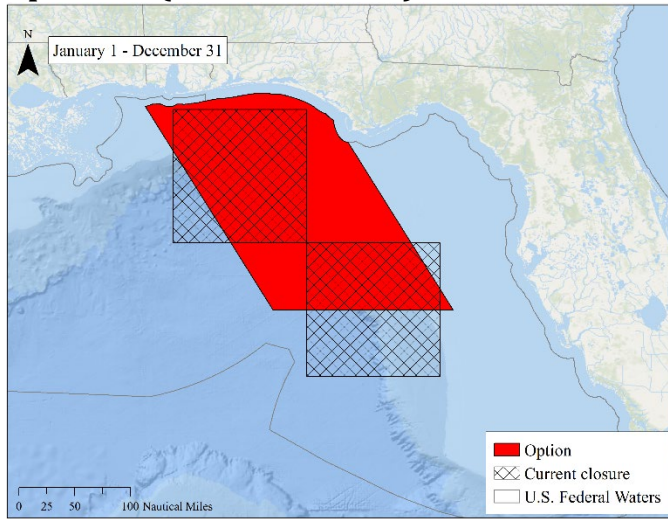 N
January 1 - December 31
Option
Current closure
U.S. Federal Waters
0 25 50 100 Nautical Miles